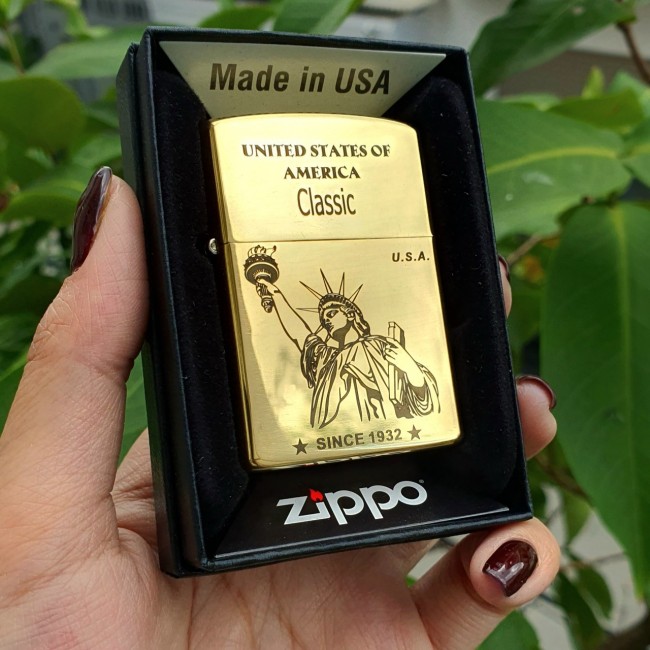 Made in USA
UNITED STATES OF
AMERICA
Classic
U.S.A.
★ SINCE 1932 ★
zippo